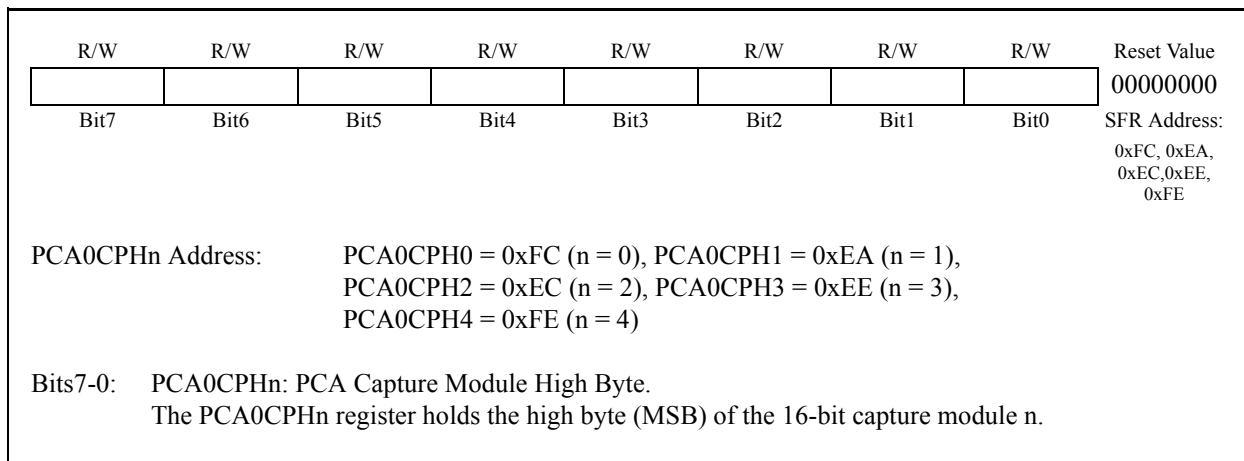 R/W R/W R/W R/W R/W R/W R/W R/W Reset Value
00000000
Bit7 Bit6 Bit5 Bit4 Bit3 Bit2 Bit1 Bit0 SFR Address:
0xFC, 0xEA,
0xEC,0xEE,
0xFE
PCA0CPHn Address: PCA0CPH0 = 0xFC (n = 0), PCA0CPH1 = 0xEA (n = 1),
PCA0CPH2 = 0xEC (n = 2), PCA0CPH3 = 0xEE (n = 3),
PCA0CPH4 = 0xFE (n = 4)
Bits7-0: PCA0CPHn: PCA Capture Module High Byte.
The PCA0CPHn register holds the high byte (MSB) of the 16-bit capture module n.